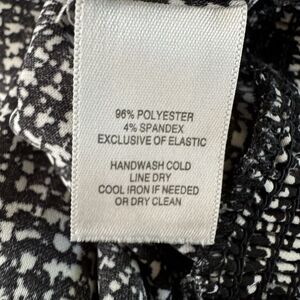 96% POLYESTER
4% SPANDEX
EXCLUSIVE OF ELASTIC
HANDWASH COLD
LINE DRY
COOL IRON IF NEEDED
OR DRY CLEAN